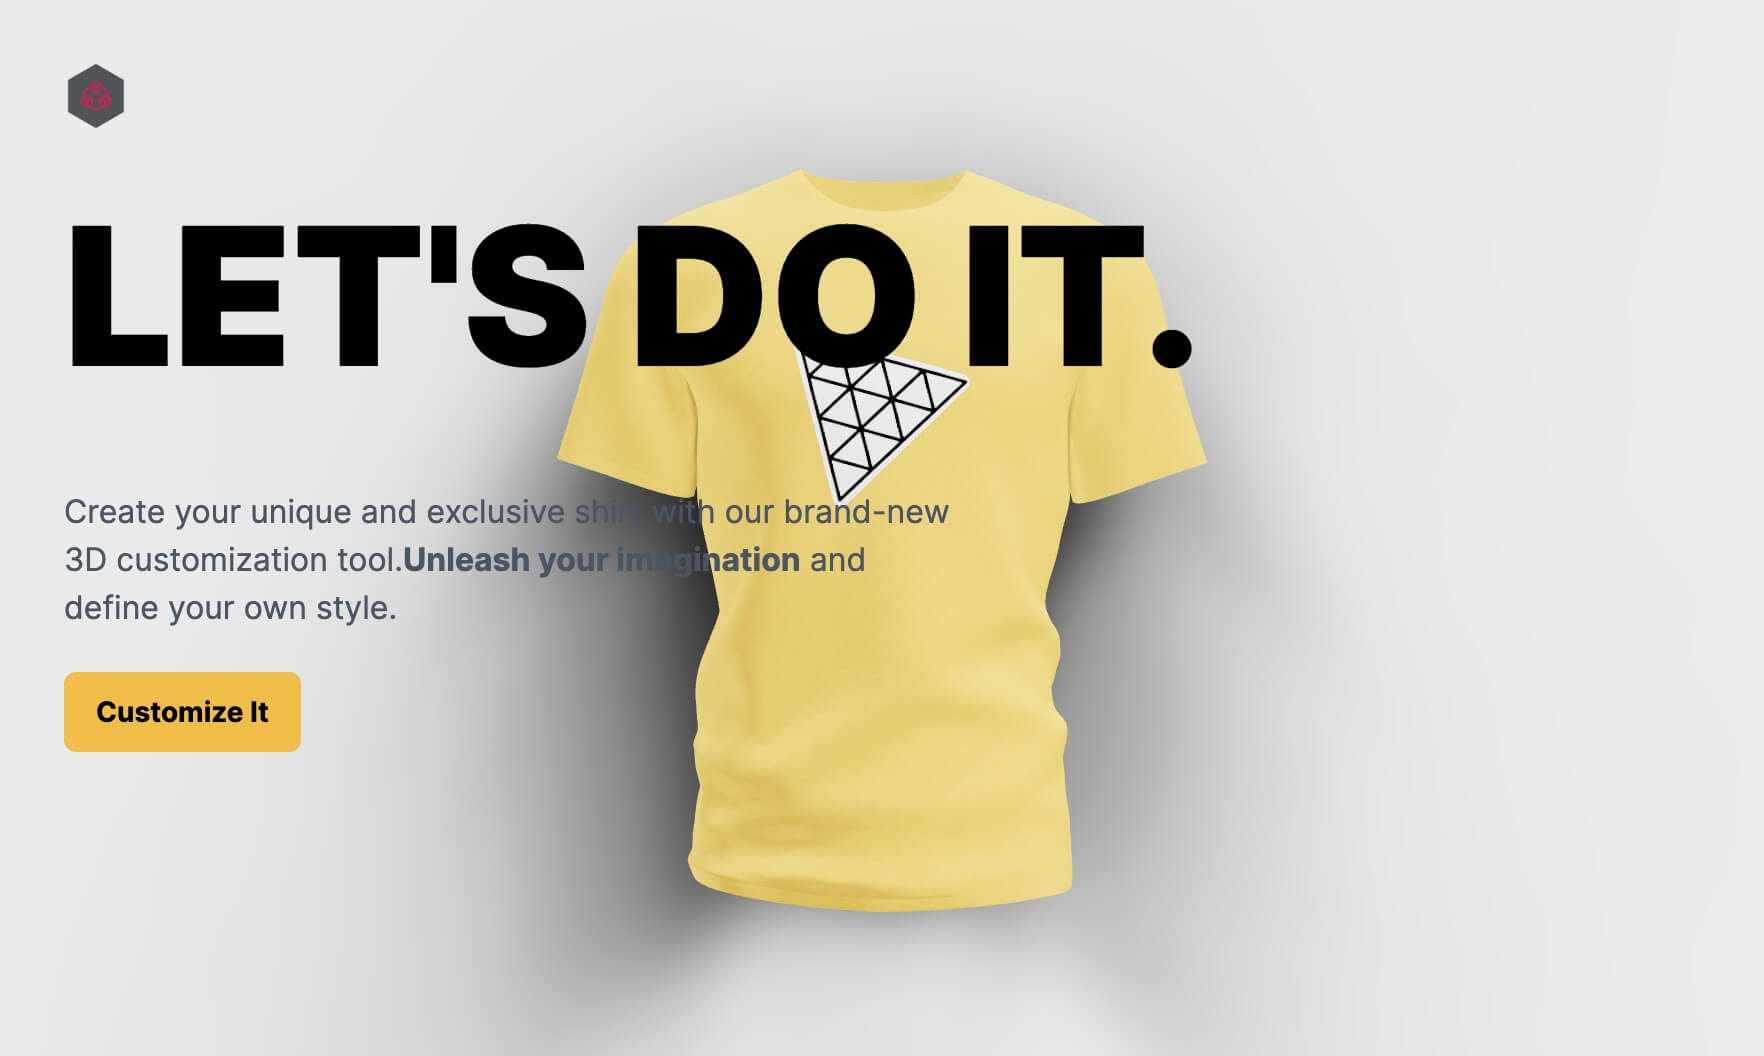 LET'S DO IT.
Create your unique and exclusive shirt with our brand-new
3D customization tool.Unleash your imagination and
define your own style.
Customize It